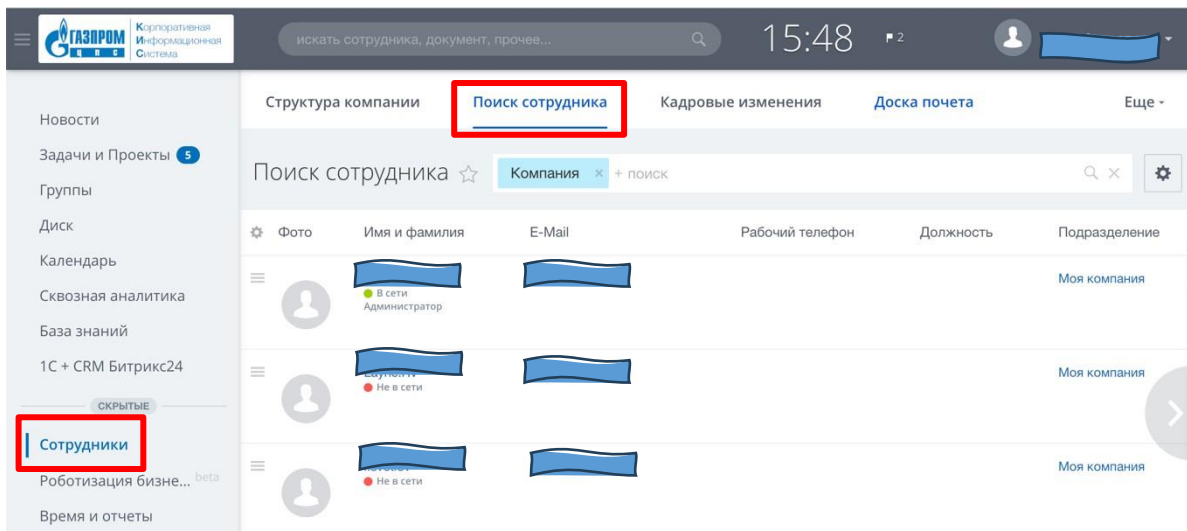 ГАЗПРОМ
ЦПС
Корпоративная
Информационная
Система
искать сотрудника, документ, прочее...
15:48
2
Новости
Задачи и Проекты 5
Группы
Диск
Календарь
Сквозная аналитика
База знаний
1С + CRM Битрикс24
СКРЫТЫЕ
Сотрудники
Роботизация бизне... beta
Время и отчеты
Структура компании Поиск сотрудника Кадровые изменения Доска почета Еще
Поиск сотрудника Компания × + поиск
Фото Имя и фамилия E-Mail Рабочий телефон Должность Подразделение
Моя компания
В сети
Администратор
Моя компания
Не в сети
Моя компания
Не в сети